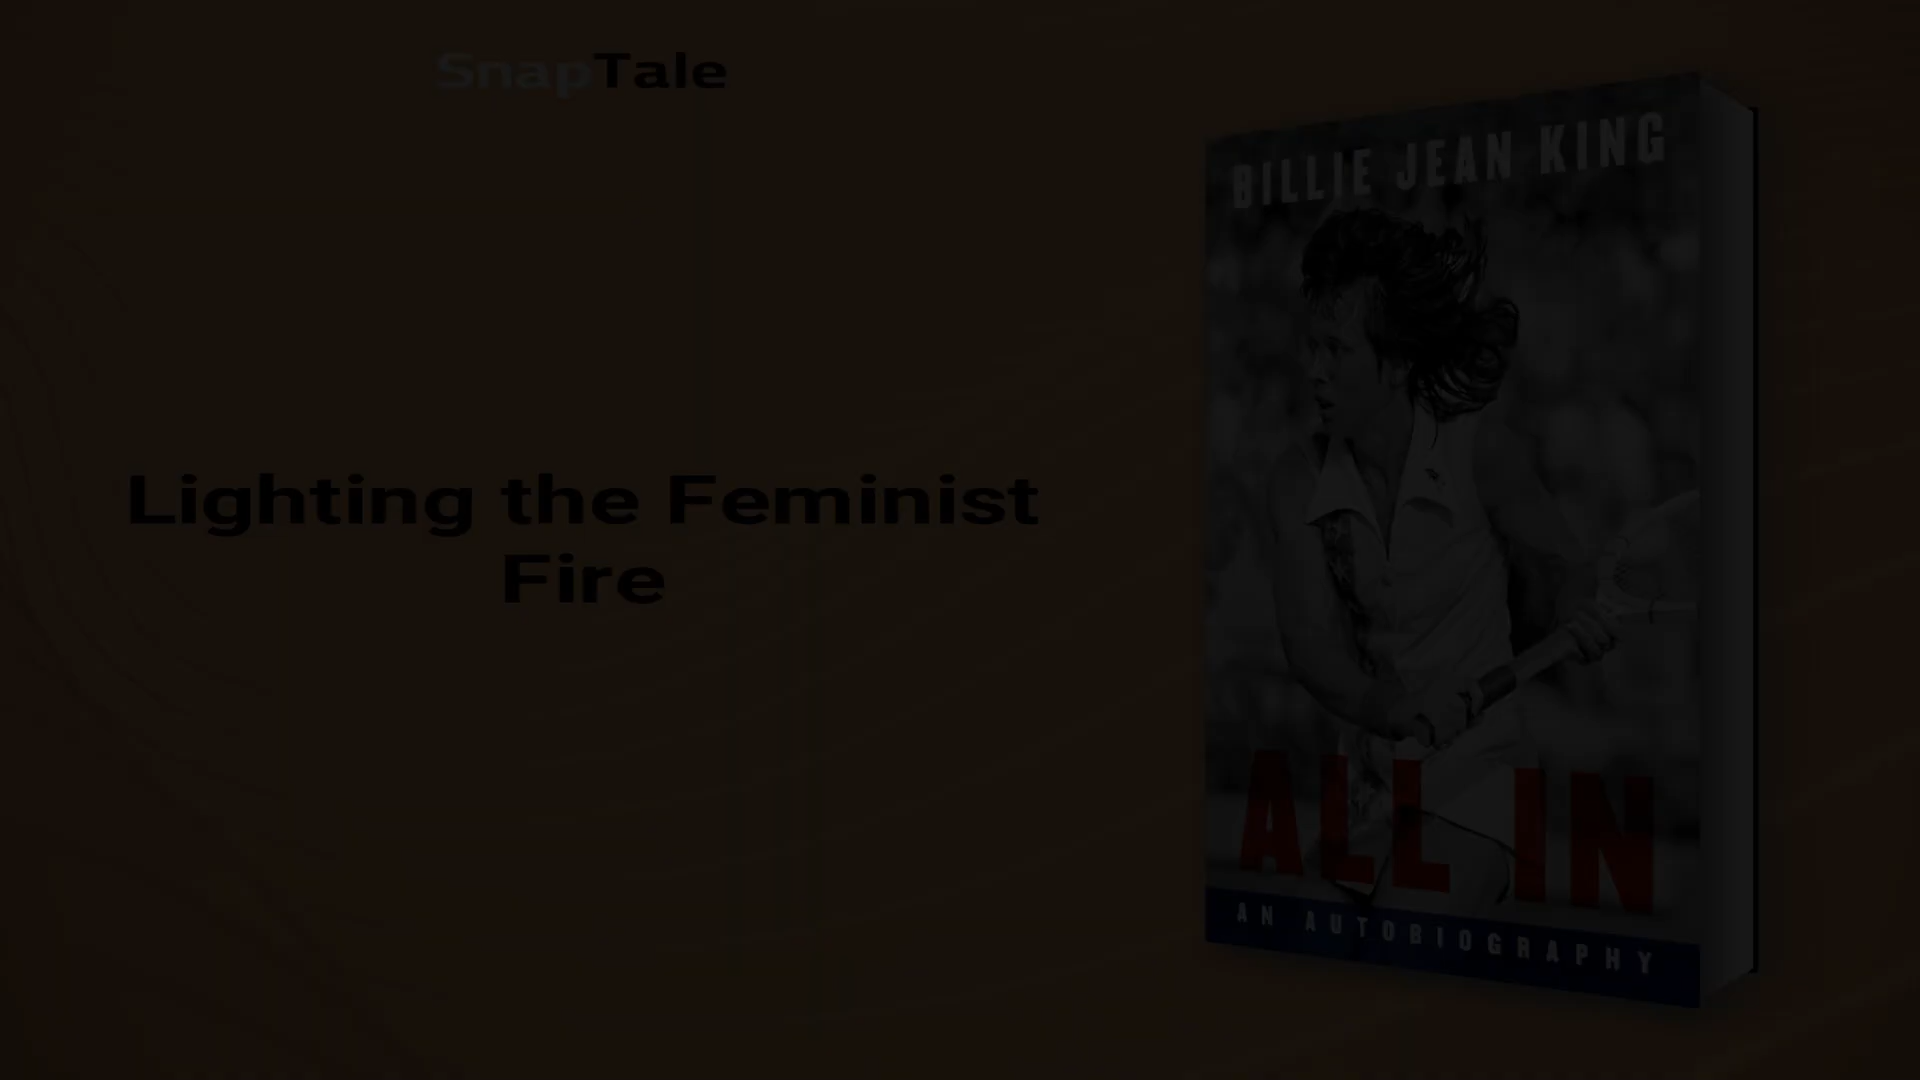 SnapTale
Lighting the Feminist
Fire
BILLIE JEAN KING
ALL IN
AN AUTOBIOGRAPHY